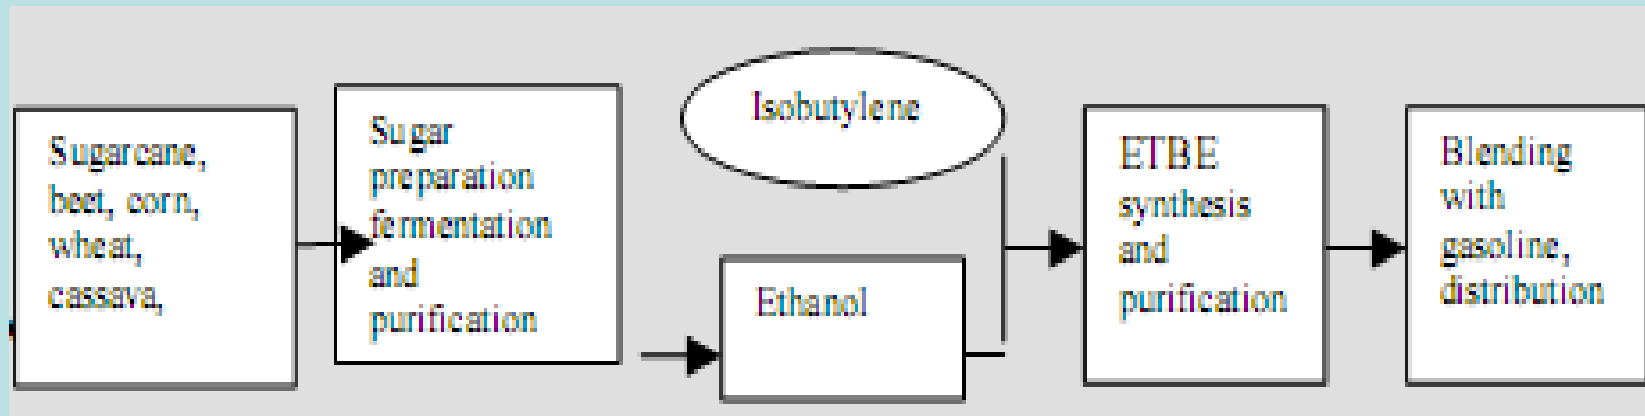 Sugarcane,
beet, corn,
wheat,
cassava,
Sugar
preparation
fermentation
and
purification
Isobutylene
Ethanol
ETBE
synthesis
and
purification
Blending
with
gasoline,
distribution